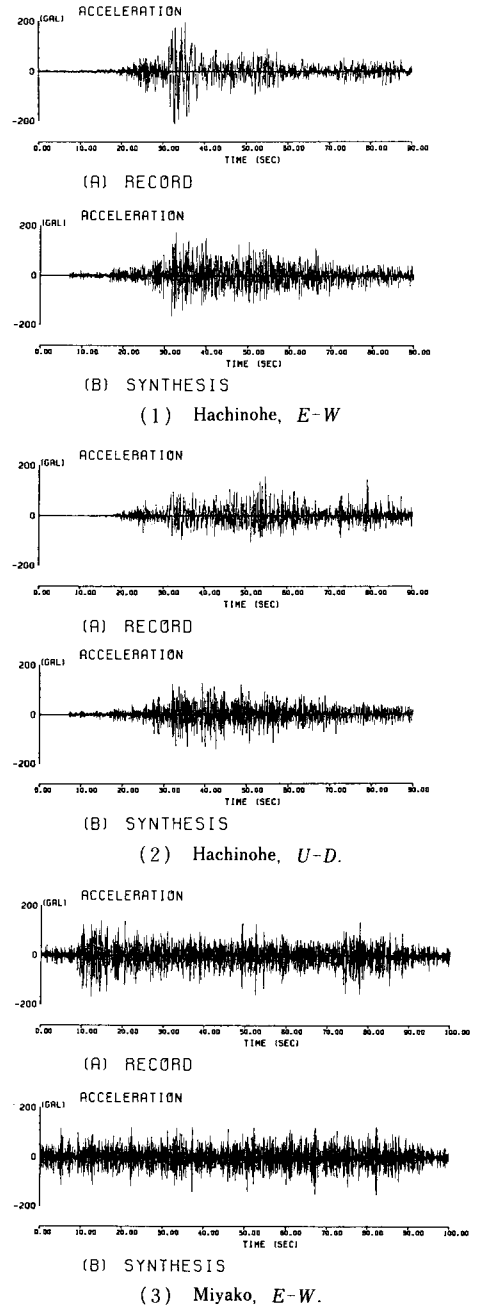 ACCELERATION
(GAL)
200
0
-200
0.00 10.00 20.00 30.00 40.00 50.00 60.00 70.00 80.00 90.00
TIME (SEC)
(A) RECORD
ACCELERATION
(GAL)
200
0
-200
0.00 10.00 20.00 30.00 40.00 50.00 60.00 70.00 80.00 90.00
TIME (SEC)
(B) SYNTHESIS
(1) Hachinohe, E-W
ACCELERATION
(GAL)
200
0
-200
0.00 10.00 20.00 30.00 40.00 50.00 60.00 70.00 80.00 90.00
TIME (SEC)
(A) RECORD
ACCELERATION
(GAL)
200
0
-200
0.00 10.00 20.00 30.00 40.00 50.00 60.00 70.00 80.00 90.00
TIME (SEC)
(B) SYNTHESIS
(2) Hachinohe, U-D.
ACCELERATION
(GAL)
200
0
-200
0.00 10.00 20.00 30.00 40.00 50.00 60.00 70.00 80.00 90.00 100.00
TIME (SEC)
(A) RECORD
ACCELERATION
(GAL)
200
0
-200
0.00 10.00 20.00 30.00 40.00 50.00 60.00 70.00 80.00 90.00 100.00
TIME (SEC)
(B) SYNTHESIS
(3) Miyako, E-W.